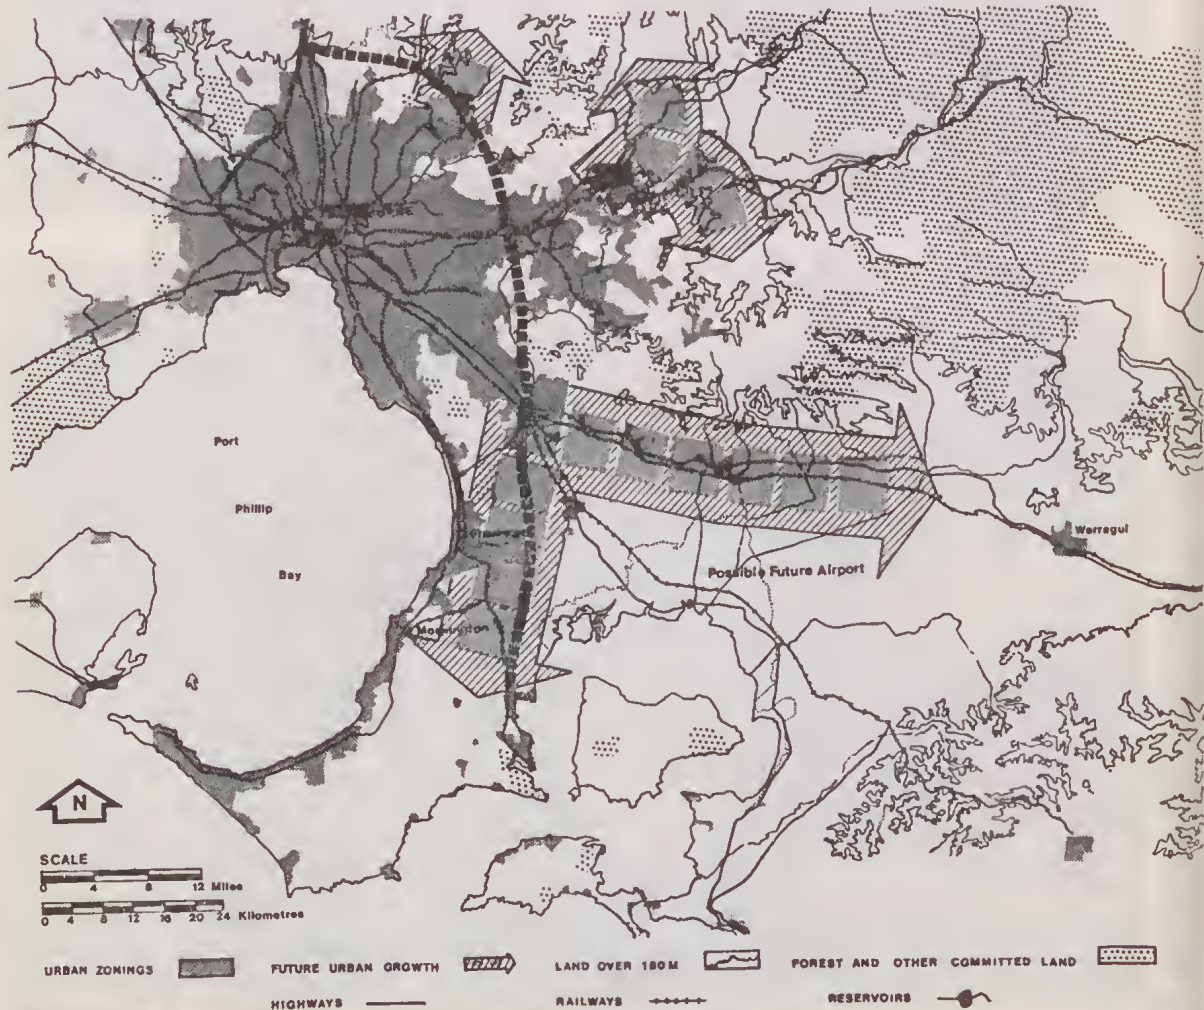 Port
Phillip
Bay
Warragul
Possible Future Airport
Mornington
N
SCALE
0 4 8 12 Miles
0 4 8 12 16 20 24 Kilometres
URBAN ZONINGS
FUTURE URBAN GROWTH
LAND OVER 180M
FOREST AND OTHER COMMITTED LAND
HIGHWAYS
RAILWAYS
RESERVOIRS